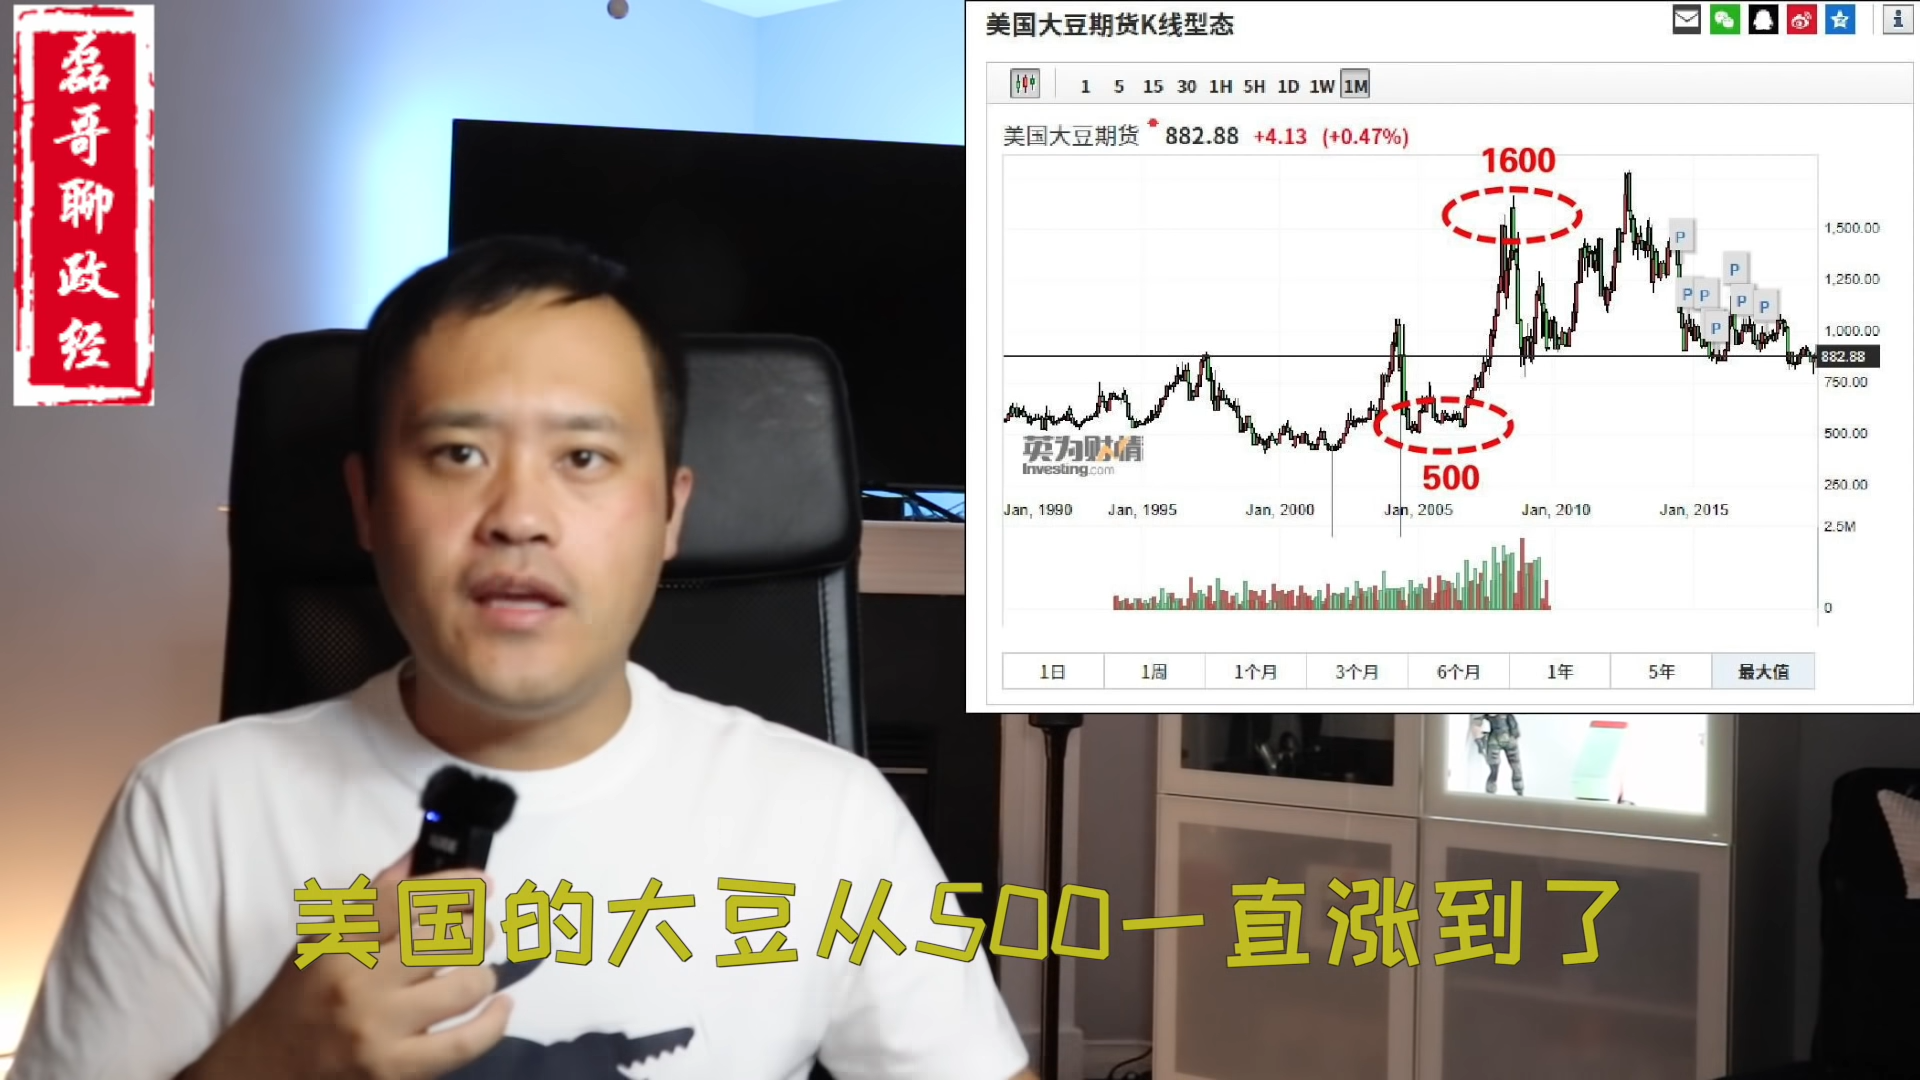 磊哥聊政经
美国大豆期货K线型态
1 5 15 30 1H 5H 1D 1W 1M
美国大豆期货 882.88 +4.13 (+0.47%)
1600
P
P
P P P P
P
1,500.00
1,250.00
1,000.00
882.88
750.00
500.00
250.00
英为财情
Investing.com
500
Jan, 1990 Jan, 1995 Jan, 2000 Jan, 2005 Jan, 2010 Jan, 2015
2.5M
0
1日 1周 1个月 3个月 6个月 1年 5年 最大值
美国的大豆从500一直涨到了